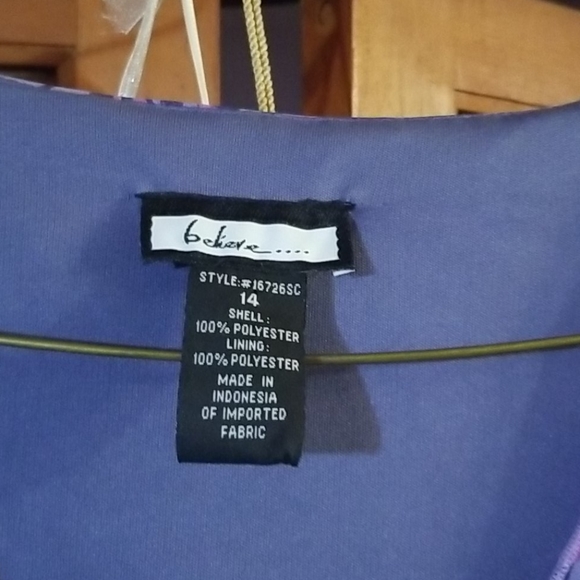 believe....
STYLE:#16726SC
14
SHELL:
100% POLYESTER
LINING:
100% POLYESTER
MADE IN
INDONESIA
OF IMPORTED
FABRIC